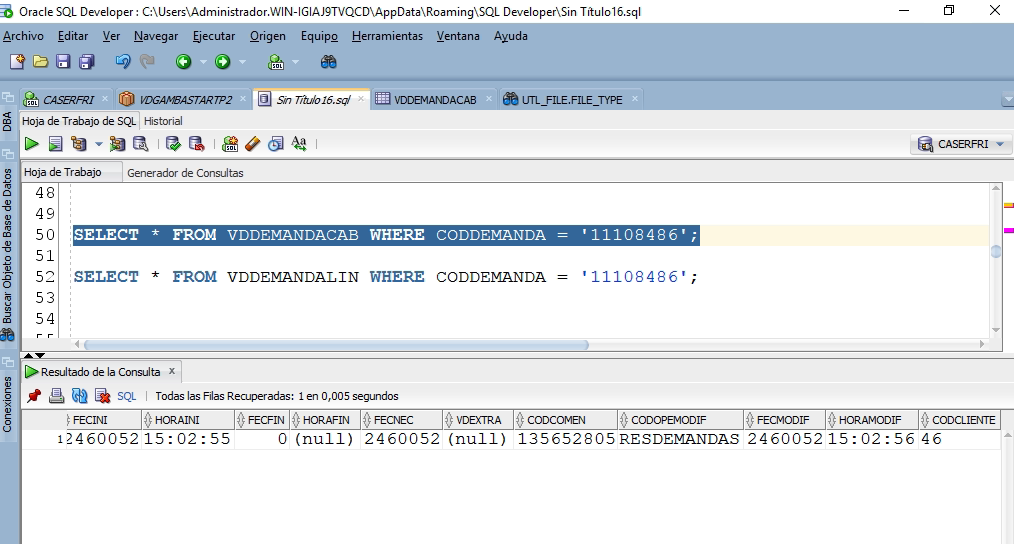 Oracle SQL Developer : C:\Users\Administrador.WIN-IGIAJ9TVQCD\AppData\Roaming\SQL Developer\Sin Título16.sql
Archivo Editar Ver Navegar Ejecutar Origen Equipo Herramientas Ventana Ayuda
CASERFRI VDGAMBASTARTP2 Sin Título16.sql VDDEMANDACAB UTL_FILE.FILE_TYPE
DBA
Hoja de Trabajo de SQL Historial
CASERFRI
Buscar Objeto de Base de Datos
Hoja de Trabajo Generador de Consultas
48
49
50 SELECT * FROM VDDEMANDACAB WHERE CODDEMANDA = '11108486';
51
52 SELECT * FROM VDDEMANDALIN WHERE CODDEMANDA = '11108486';
53
54
Conexiones
Resultado de la Consulta x
SQL Todas las Filas Recuperadas: 1 en 0,005 segundos
FECINI HORAINI FECFIN HORAFIN FECNEC VDEXTRA CODCOMEN CODOPEMODIF FECMODIF HORAMODIF CODCLIENTE
1 2460052 15:02:55 0 (null) 2460052 (null) 135652805 RESDEMANDAS 2460052 15:02:56 46